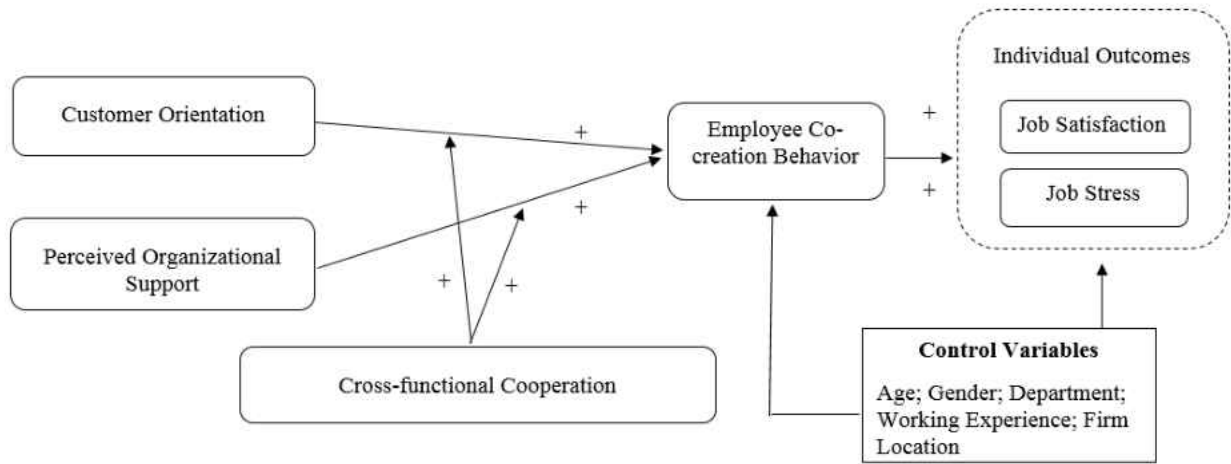 Customer Orientation
Perceived Organizational
Support
Cross-functional Cooperation
+
+
+
+
Employee Co-
creation Behavior
+
+
Individual Outcomes
Job Satisfaction
Job Stress
Control Variables
Age; Gender; Department;
Working Experience; Firm
Location